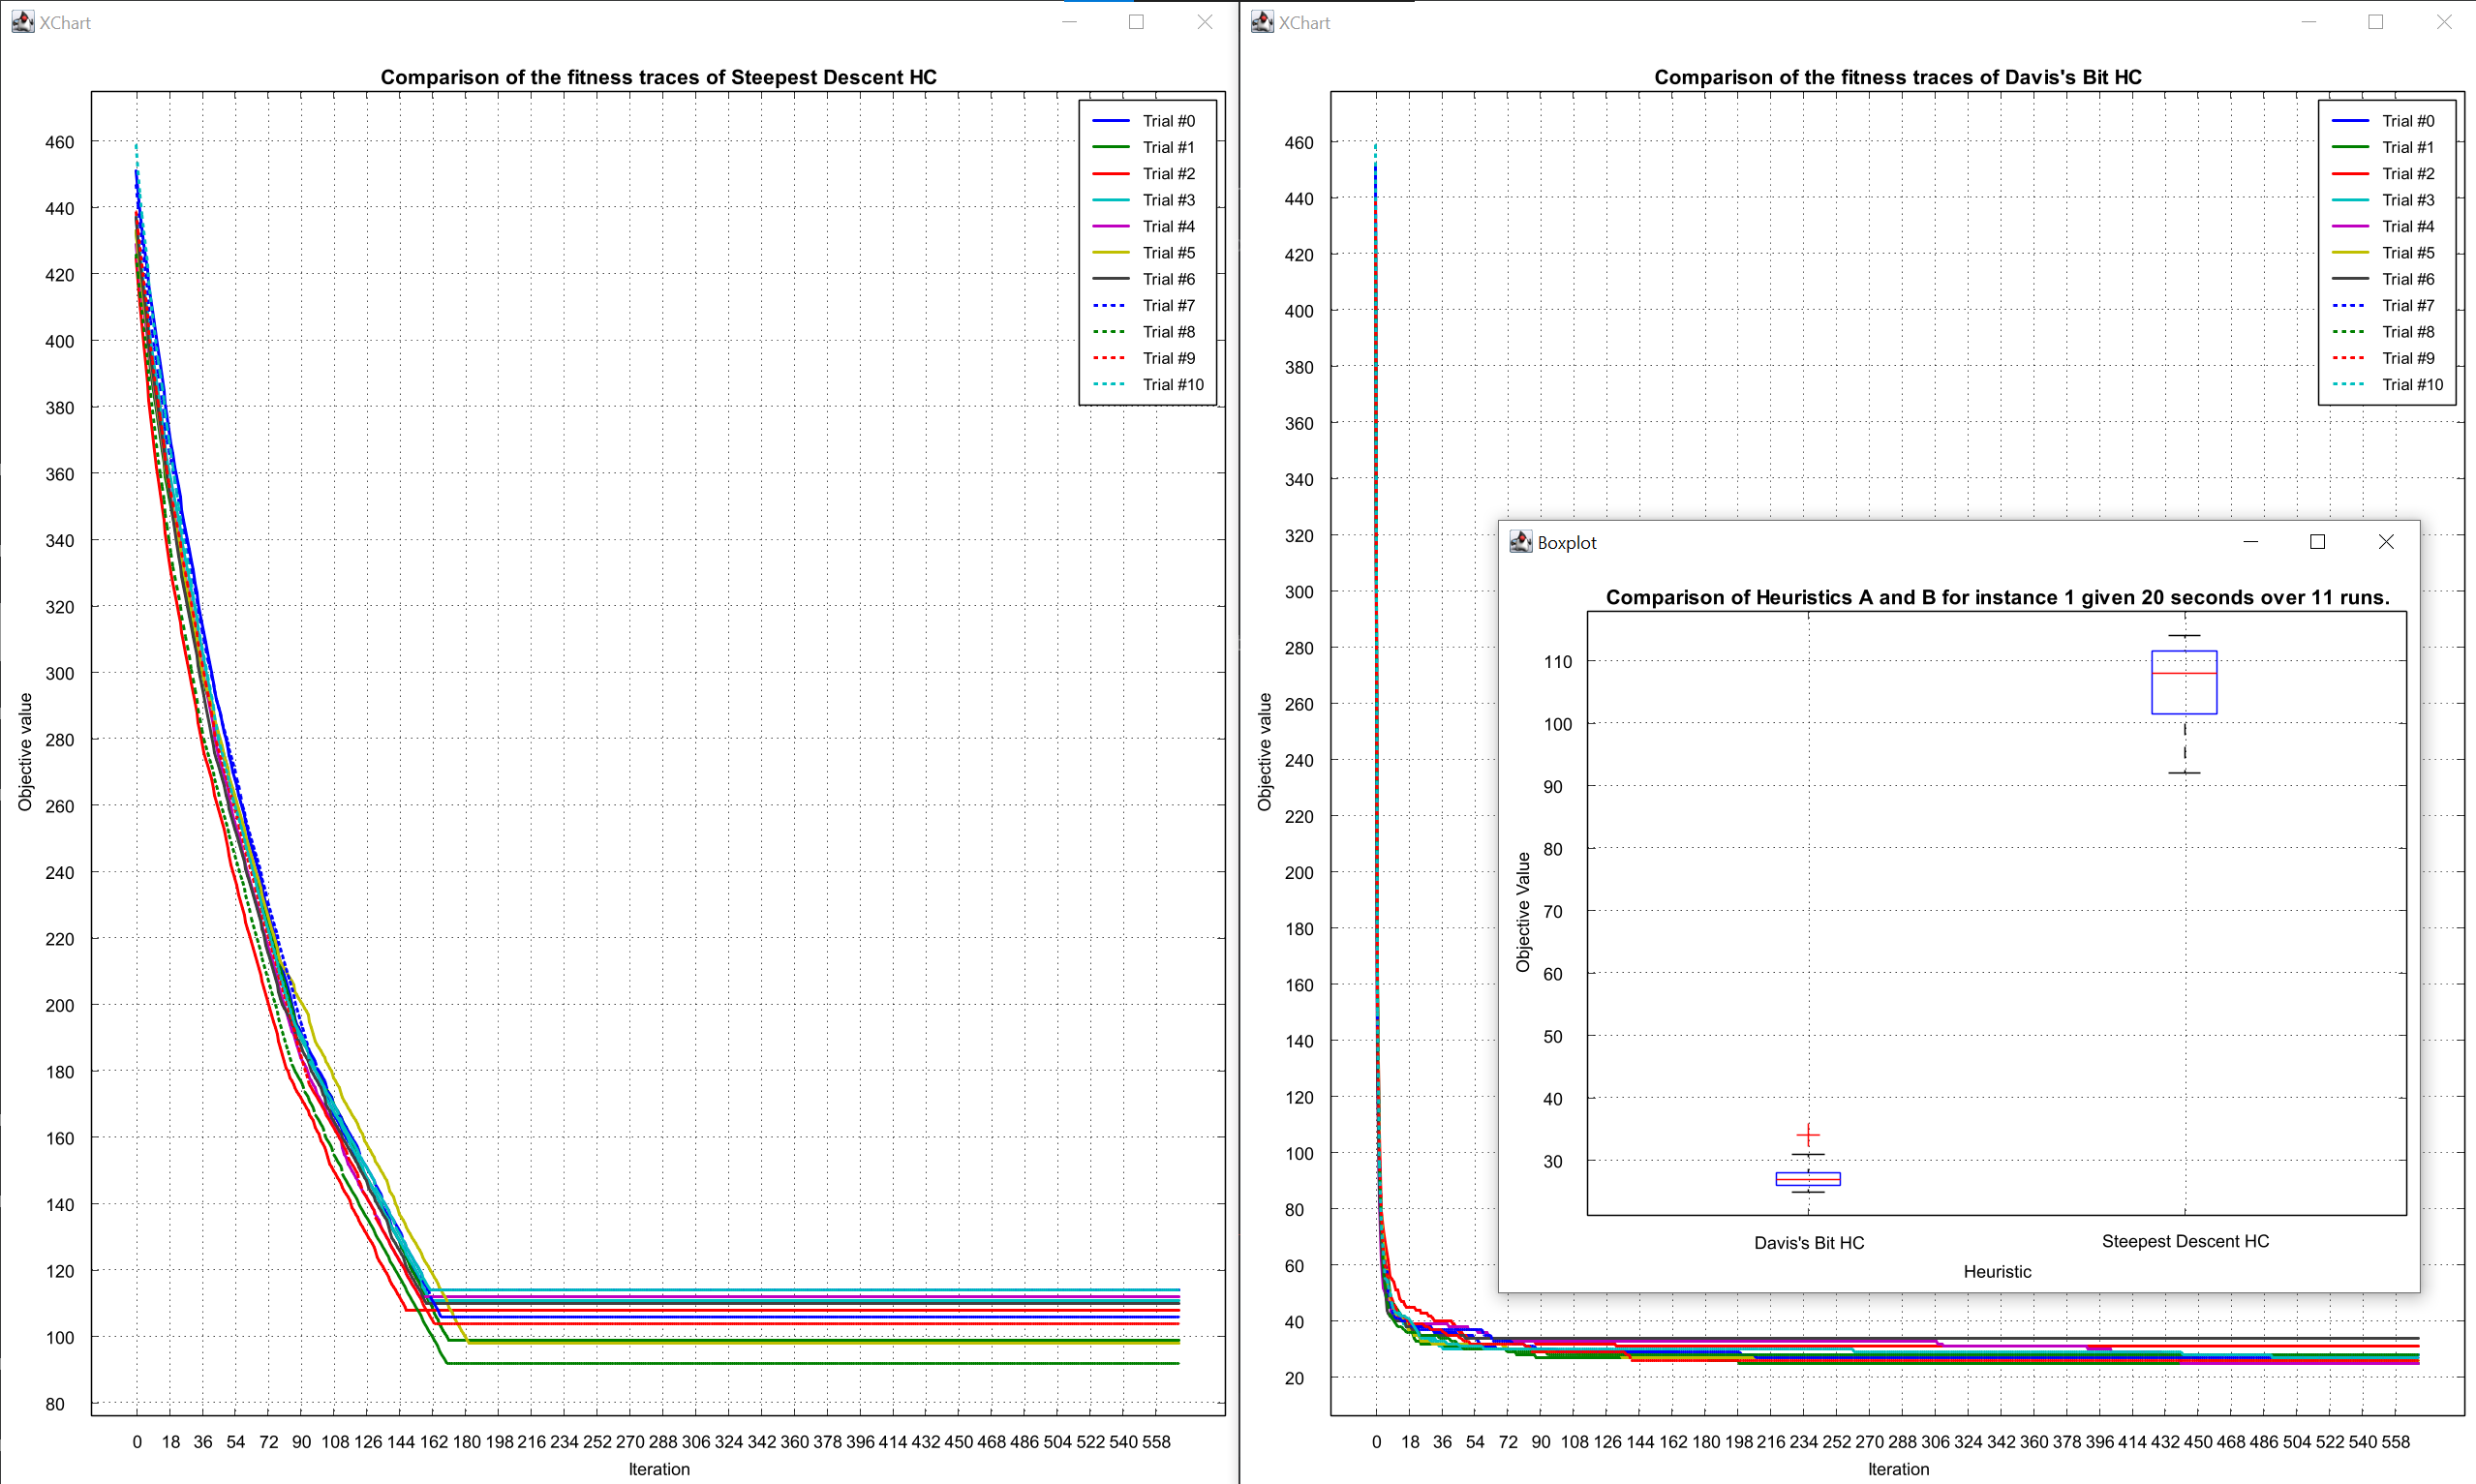 XChart
Comparison of the fitness traces of Steepest Descent HC
Trial #0
Trial #1
Trial #2
Trial #3
Trial #4
Trial #5
Trial #6
Trial #7
Trial #8
Trial #9
Trial #10
460
440
420
400
380
360
340
320
300
280
260
240
220
200
180
160
140
120
100
80
Objective value
0 18 36 54 72 90 108 126 144 162 180 198 216 234 252 270 288 306 324 342 360 378 396 414 432 450 468 486 504 522 540 558
Iteration
XChart
Comparison of the fitness traces of Davis's Bit HC
Trial #0
Trial #1
Trial #2
Trial #3
Trial #4
Trial #5
Trial #6
Trial #7
Trial #8
Trial #9
Trial #10
460
440
420
400
380
360
340
320
300
280
260
240
220
200
180
160
140
120
100
80
60
40
20
Objective value
0 18 36 54 72 90 108 126 144 162 180 198 216 234 252 270 288 306 324 342 360 378 396 414 432 450 468 486 504 522 540 558
Iteration
Boxplot
Comparison of Heuristics A and B for instance 1 given 20 seconds over 11 runs.
110
100
90
80
70
60
50
40
30
Objective Value
Davis's Bit HC
Steepest Descent HC
Heuristic